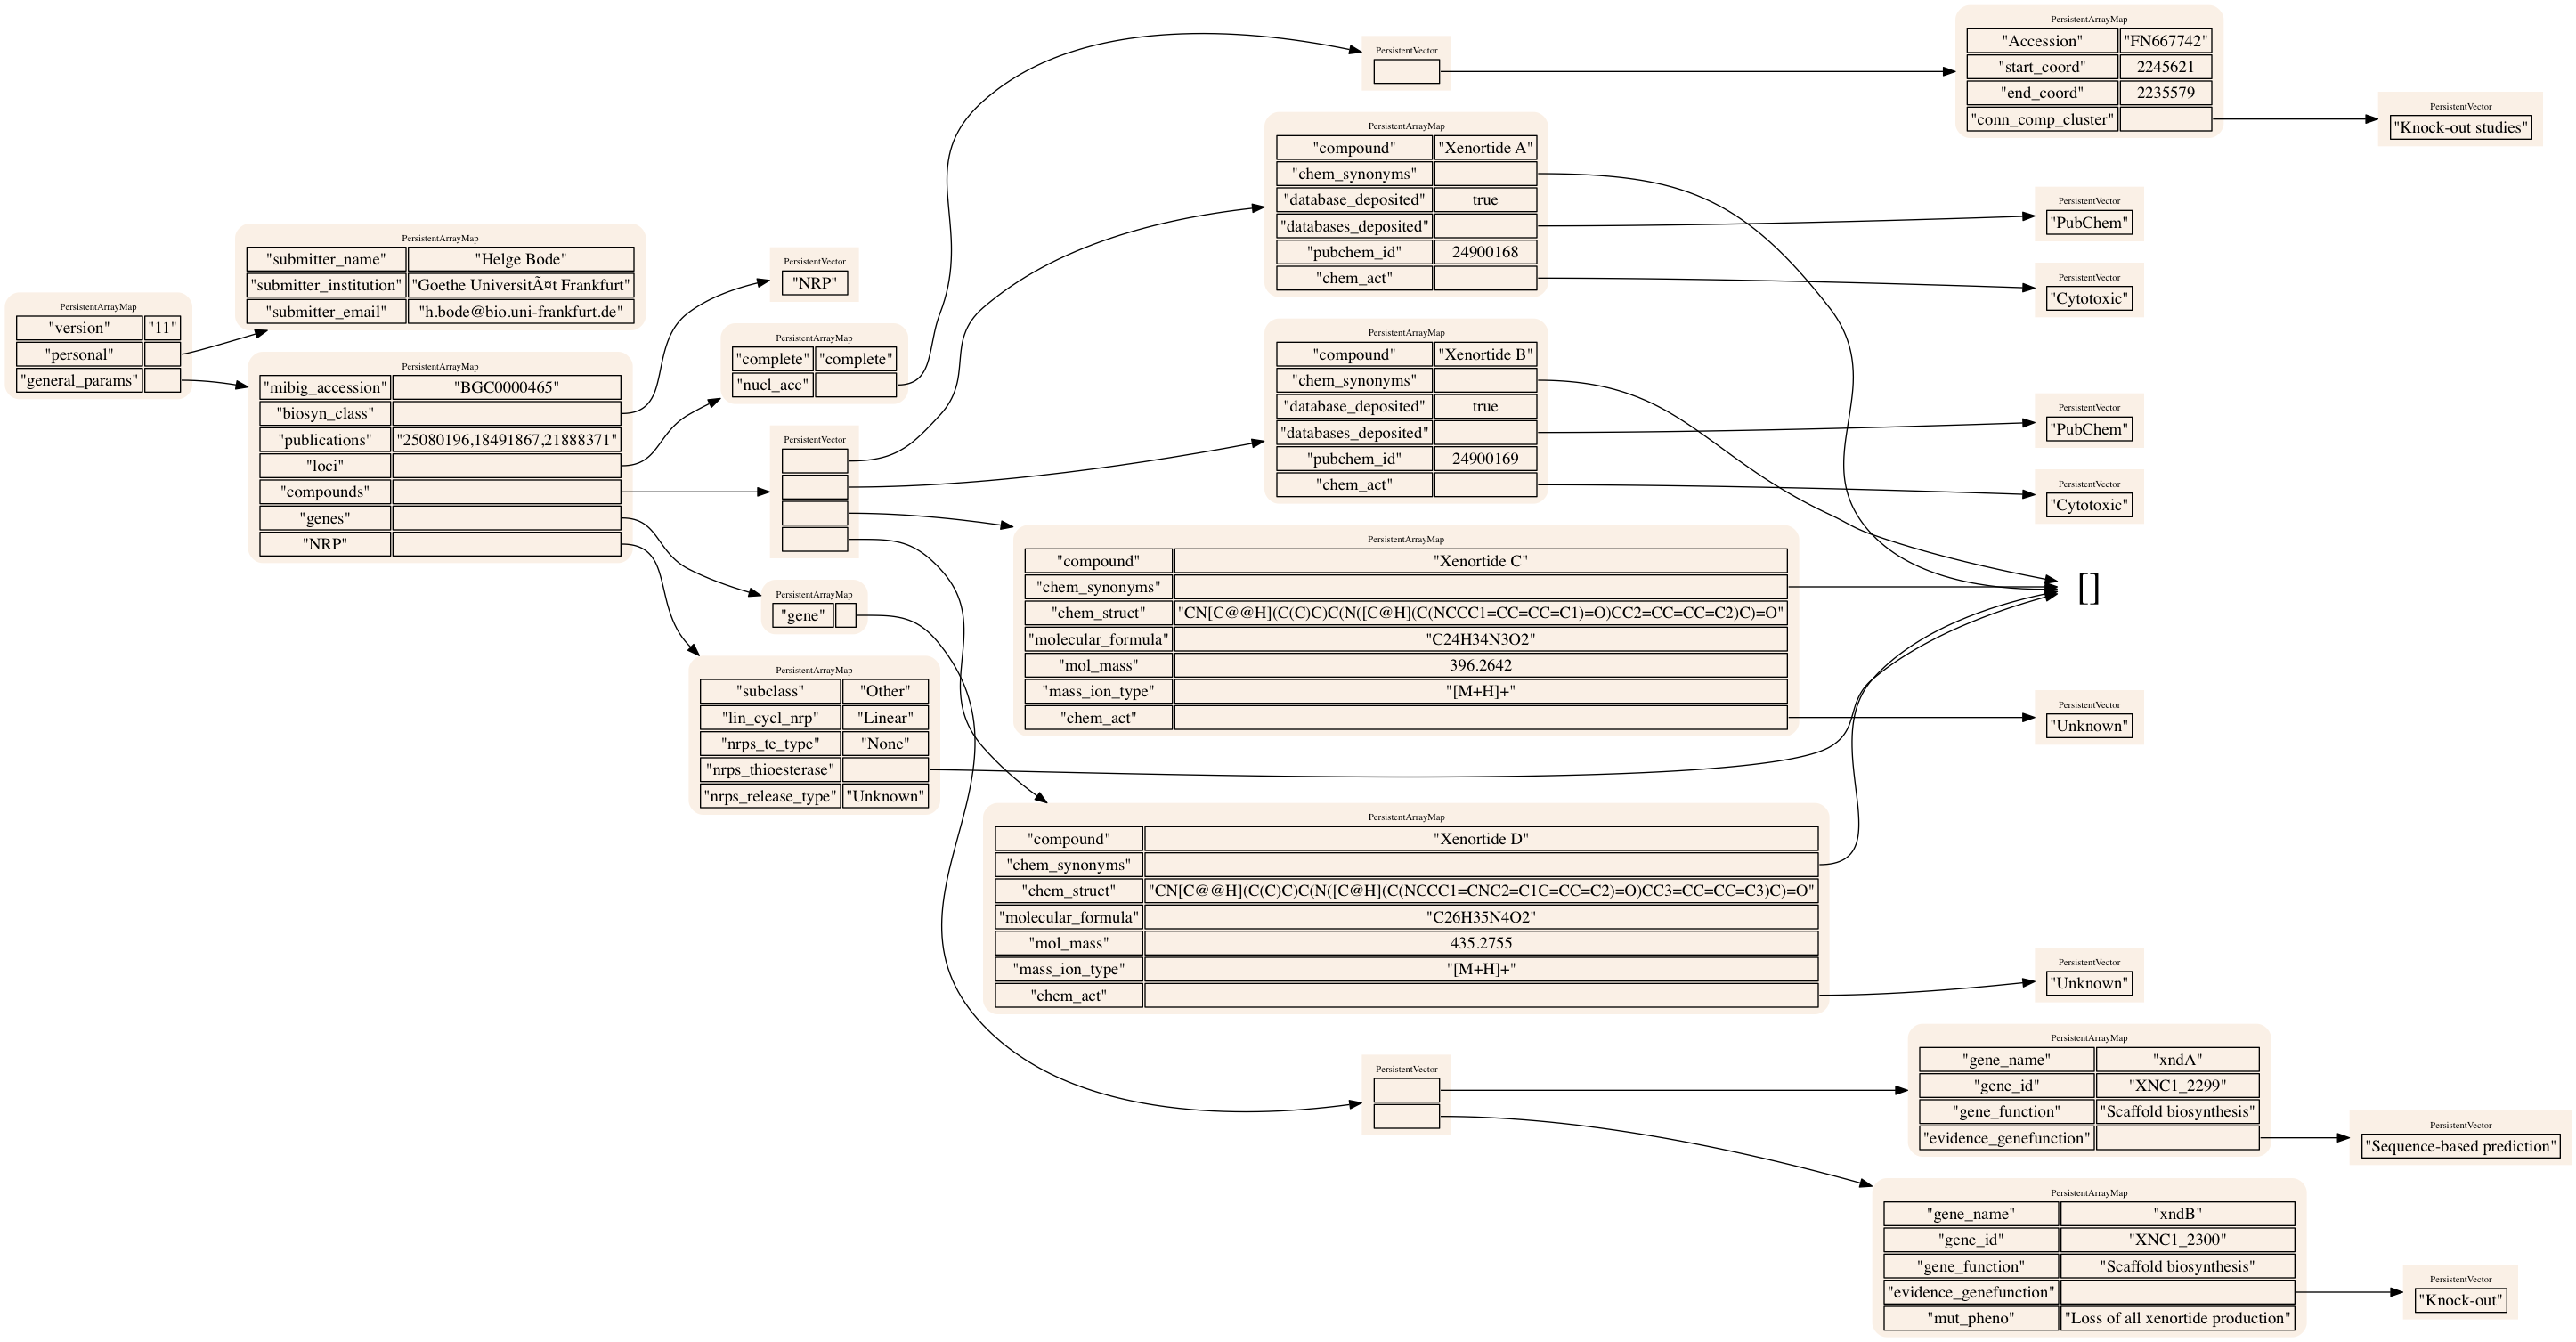 PersistentArrayMap
"version" "11"
"personal"
"general_params"
PersistentArrayMap
"submitter_name" "Helge Bode"
"submitter_institution" "Goethe UniversitÃ¤t Frankfurt"
"submitter_email" "h.bode@bio.uni-frankfurt.de"
PersistentArrayMap
"mibig_accession" "BGC0000465"
"biosyn_class"
"publications" "25080196,18491867,21888371"
"loci"
"compounds"
"genes"
"NRP"
PersistentVector
"NRP"
PersistentArrayMap
"complete" "complete"
"nucl_acc"
PersistentVector
PersistentArrayMap
"gene"
PersistentArrayMap
"subclass" "Other"
"lin_cycl_nrp" "Linear"
"nrps_te_type" "None"
"nrps_thioesterase"
"nrps_release_type" "Unknown"
PersistentVector
PersistentArrayMap
"compound" "Xenortide A"
"chem_synonyms"
"database_deposited" true
"databases_deposited"
"pubchem_id" 24900168
"chem_act"
PersistentArrayMap
"compound" "Xenortide B"
"chem_synonyms"
"database_deposited" true
"databases_deposited"
"pubchem_id" 24900169
"chem_act"
PersistentArrayMap
"compound" "Xenortide C"
"chem_synonyms"
"chem_struct" "CN[C@@H](C(C)C)C(N([C@H](C(NCCC1=CC=CC=C1)=O)CC2=CC=CC=C2)C)=O"
"molecular_formula" "C24H34N3O2"
"mol_mass" 396.2642
"mass_ion_type" "[M+H]+"
"chem_act"
PersistentArrayMap
"compound" "Xenortide D"
"chem_synonyms"
"chem_struct" "CN[C@@H](C(C)C)C(N([C@H](C(NCCC1=CNC2=C1C=CC=C2)=O)CC3=CC=CC=C3)C)=O"
"molecular_formula" "C26H35N4O2"
"mol_mass" 435.2755
"mass_ion_type" "[M+H]+"
"chem_act"
PersistentVector
PersistentArrayMap
"Accession" "FN667742"
"start_coord" 2245621
"end_coord" 2235579
"conn_comp_cluster"
PersistentVector
"Knock-out studies"
PersistentVector
"PubChem"
PersistentVector
"Cytotoxic"
PersistentVector
"PubChem"
PersistentVector
"Cytotoxic"
[]
PersistentVector
"Unknown"
PersistentVector
"Unknown"
PersistentArrayMap
"gene_name" "xndA"
"gene_id" "XNC1_2299"
"gene_function" "Scaffold biosynthesis"
"evidence_genefunction"
PersistentVector
"Sequence-based prediction"
PersistentArrayMap
"gene_name" "xndB"
"gene_id" "XNC1_2300"
"gene_function" "Scaffold biosynthesis"
"evidence_genefunction"
"mut_pheno" "Loss of all xenortide production"
PersistentVector
"Knock-out"